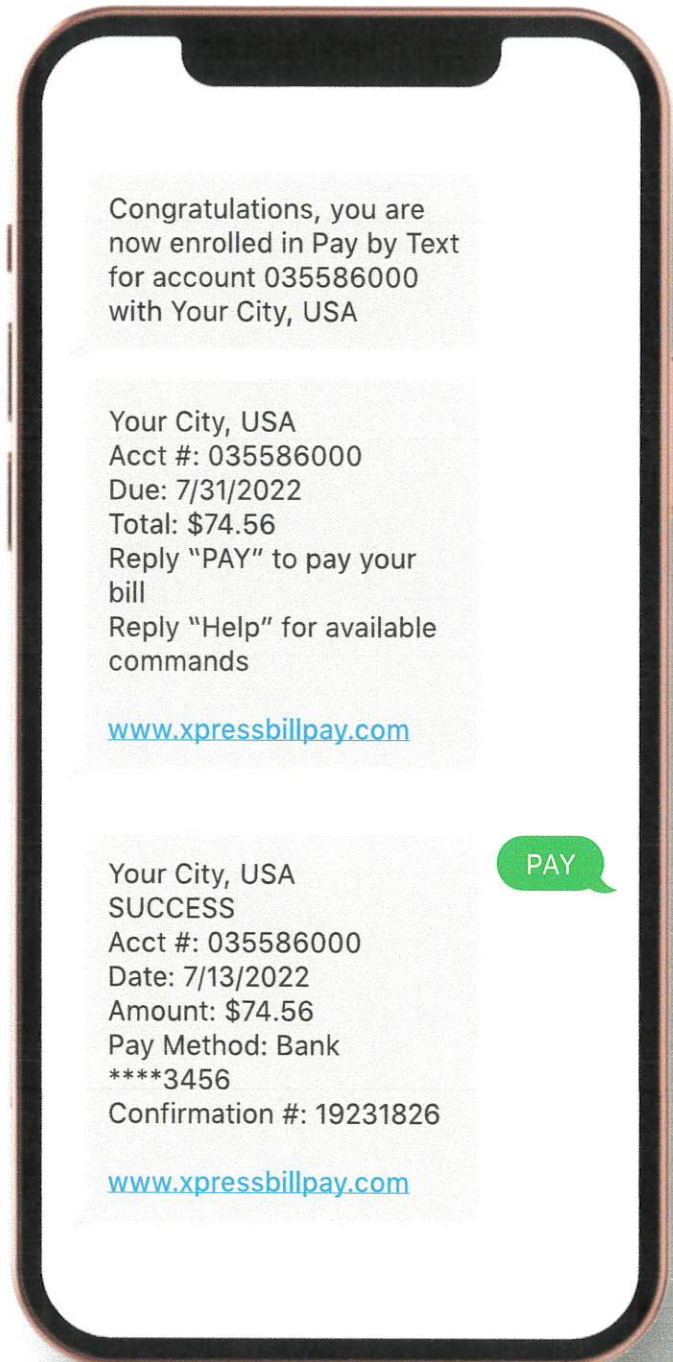 Congratulations, you are
now enrolled in Pay by Text
for account 035586000
with Your City, USA
Your City, USA
Acct #: 035586000
Due: 7/31/2022
Total: $74.56
Reply “PAY” to pay your
bill
Reply “Help” for available
commands
www.xpressbillpay.com
PAY
Your City, USA
SUCCESS
Acct #: 035586000
Date: 7/13/2022
Amount: $74.56
Pay Method: Bank
****3456
Confirmation #: 19231826
www.xpressbillpay.com